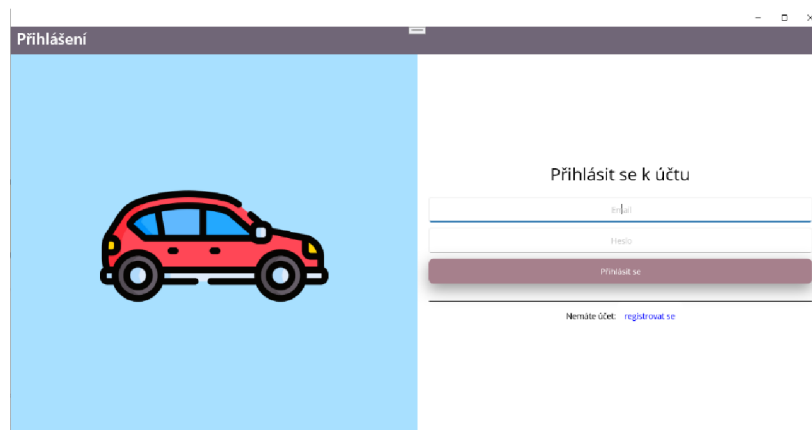 Přihlášení
Přihlásit se k účtu
Email
Heslo
Přihlásit se
Nemáte účet: registrovat se